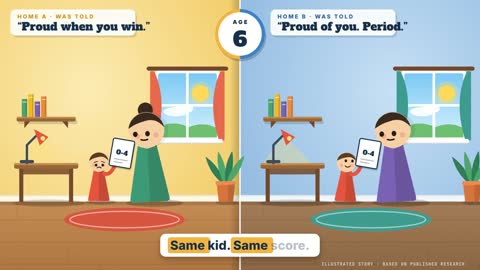 HOME A · WAS TOLD
“Proud when you win.”
AGE
6
HOME B · WAS TOLD
“Proud of you. Period.”
0-4
0-4
Same kid. Same score.
ILLUSTRATED STORY | BASED ON PUBLISHED RESEARCH